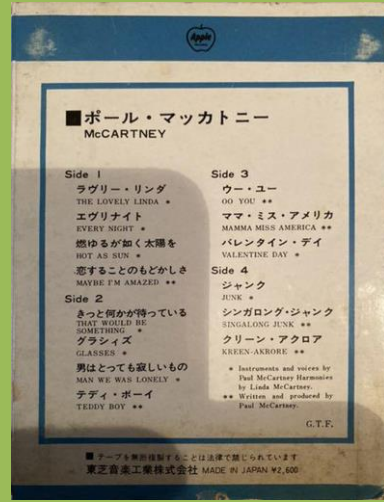 Apple
■ポール・マッカトニー
McCARTNEY
Side 1
ラヴリー・リンダ
THE LOVELY LINDA *
エヴリナイト
EVERY NIGHT *
燃ゆるが如く太陽を
HOT AS SUN *
恋することのもどかしさ
MAYBE I'M AMAZED **
Side 2
きっと何かが待っている
THAT WOULD BE
SOMETHING *
グラシィズ
GLASSES *
男はとっても寂しいもの
MAN WE WAS LONELY *
テディ・ボーイ
TEDDY BOY **
Side 3
ウー・ユー
OO YOU **
ママ・ミス・アメリカ
MAMMA MISS AMERICA **
バレンタイン・デイ
VALENTINE DAY *
Side 4
ジャンク
JUNK *
シンガロング・ジャンク
SINGALONG JUNK **
クリーン・アクロア
KREEN-AKRORE **
* Instruments and voices by
Paul McCartney Harmonies
by Linda McCartney.
** Written and produced by
Paul McCartney.
G.T.F.
■テープを無断複製することは法律で禁じられています
東芝音楽工業株式会社 MADE IN JAPAN ¥2,600